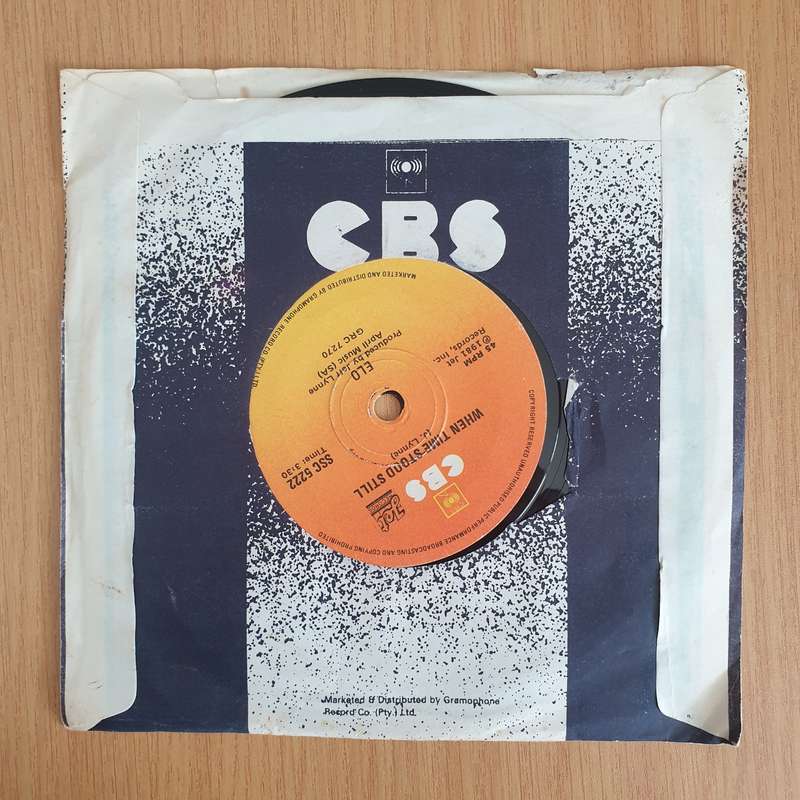 CBS
MARKETED AND DISTRIBUTED BY GRAMOPHONE RECORD CO. (PTY) LTD.
Jet
CBS
WHEN TIME STOOD STILL
(J. Lynne)
SSC 5222
Time: 3:30
ELO
Produced by Jeff Lynne
April Music (SA)
GRC 7270
45 RPM
℗ 1981 Jet
Records, Inc.
COPYRIGHT RESERVED UNAUTHORISED PUBLIC PERFORMANCE BROADCASTING AND COPYING PROHIBITED
Marketed & Distributed by Gramophone
Record Co. (Pty.) Ltd.